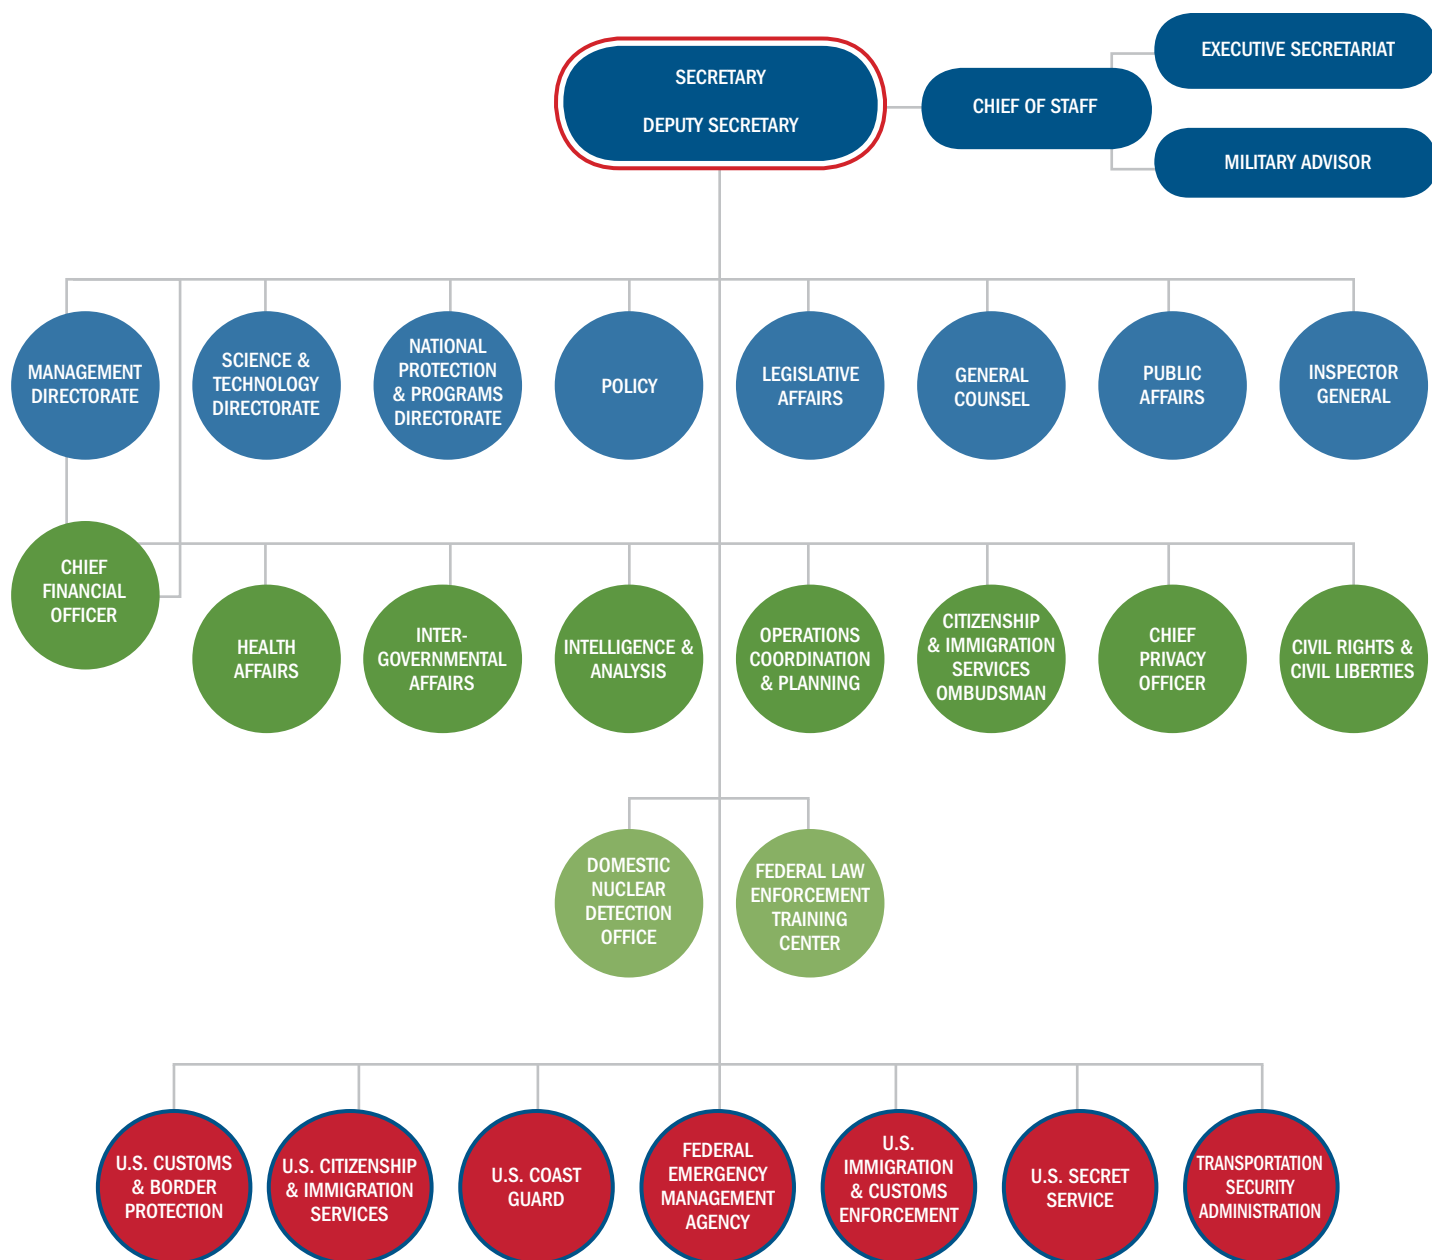 SECRETARY
DEPUTY SECRETARY
CHIEF OF STAFF
EXECUTIVE SECRETARIAT
MILITARY ADVISOR
MANAGEMENT
DIRECTORATE
SCIENCE &
TECHNOLOGY
DIRECTORATE
NATIONAL
PROTECTION
& PROGRAMS
DIRECTORATE
POLICY
LEGISLATIVE
AFFAIRS
GENERAL
COUNSEL
PUBLIC
AFFAIRS
INSPECTOR
GENERAL
CHIEF
FINANCIAL
OFFICER
HEALTH
AFFAIRS
INTER-
GOVERNMENTAL
AFFAIRS
INTELLIGENCE &
ANALYSIS
OPERATIONS
COORDINATION
& PLANNING
CITIZENSHIP
& IMMIGRATION
SERVICES
OMBUDSMAN
CHIEF
PRIVACY
OFFICER
CIVIL RIGHTS &
CIVIL LIBERTIES
DOMESTIC
NUCLEAR
DETECTION
OFFICE
FEDERAL LAW
ENFORCEMENT
TRAINING
CENTER
U.S. CUSTOMS
& BORDER
PROTECTION
U.S. CITIZENSHIP
& IMMIGRATION
SERVICES
U.S. COAST
GUARD
FEDERAL
EMERGENCY
MANAGEMENT
AGENCY
U.S.
IMMIGRATION
& CUSTOMS
ENFORCEMENT
U.S. SECRET
SERVICE
TRANSPORTATION
SECURITY
ADMINISTRATION